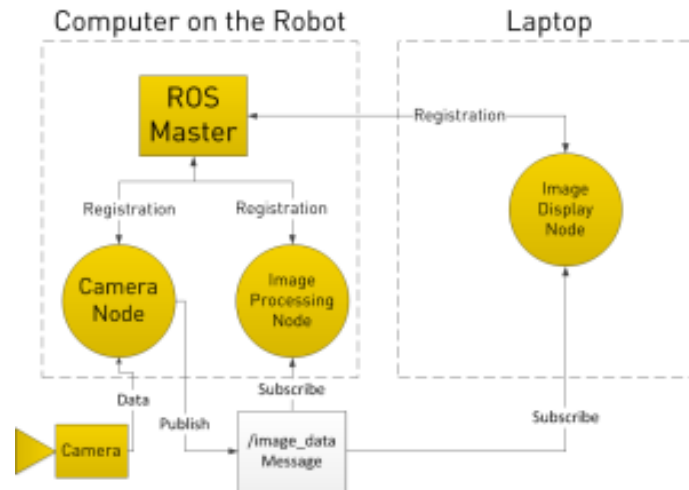 Computer on the Robot
Laptop
ROS
Master
Registration
Registration
Registration
Image
Display
Node
Camera
Node
Image
Processing
Node
Data
Subscribe
Publish
Subscribe
Camera
/image_data
Message